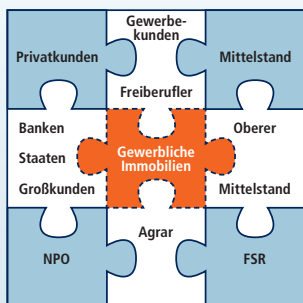 Gewerbe-
kunden
Privatkunden
Mittelstand
Freiberufler
Banken
Staaten
Großkunden
Gewerbliche
Immobilien
Oberer
Mittelstand
NPO
Agrar
FSR